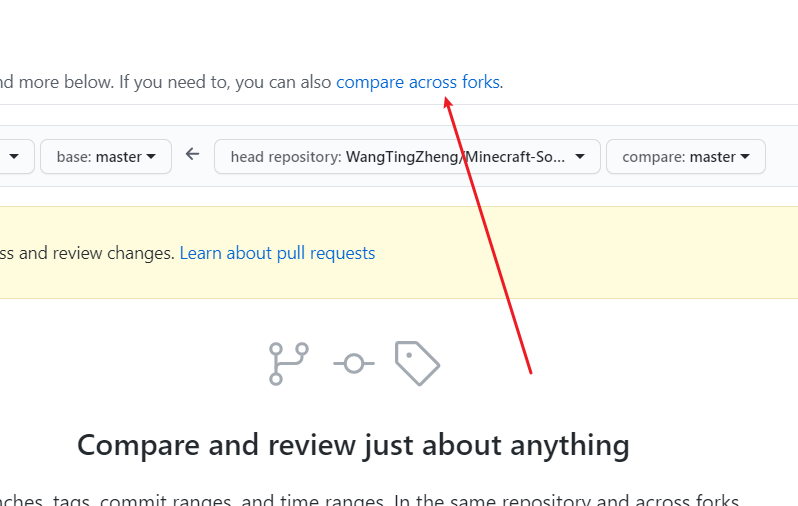 nd more below. If you need to, you can also compare across forks.
base: master head repository: WangTingZheng/Minecraft-So... compare: master
ss and review changes. Learn about pull requests
Compare and review just about anything
nches, tags, commit ranges, and time ranges. In the same repository and across forks